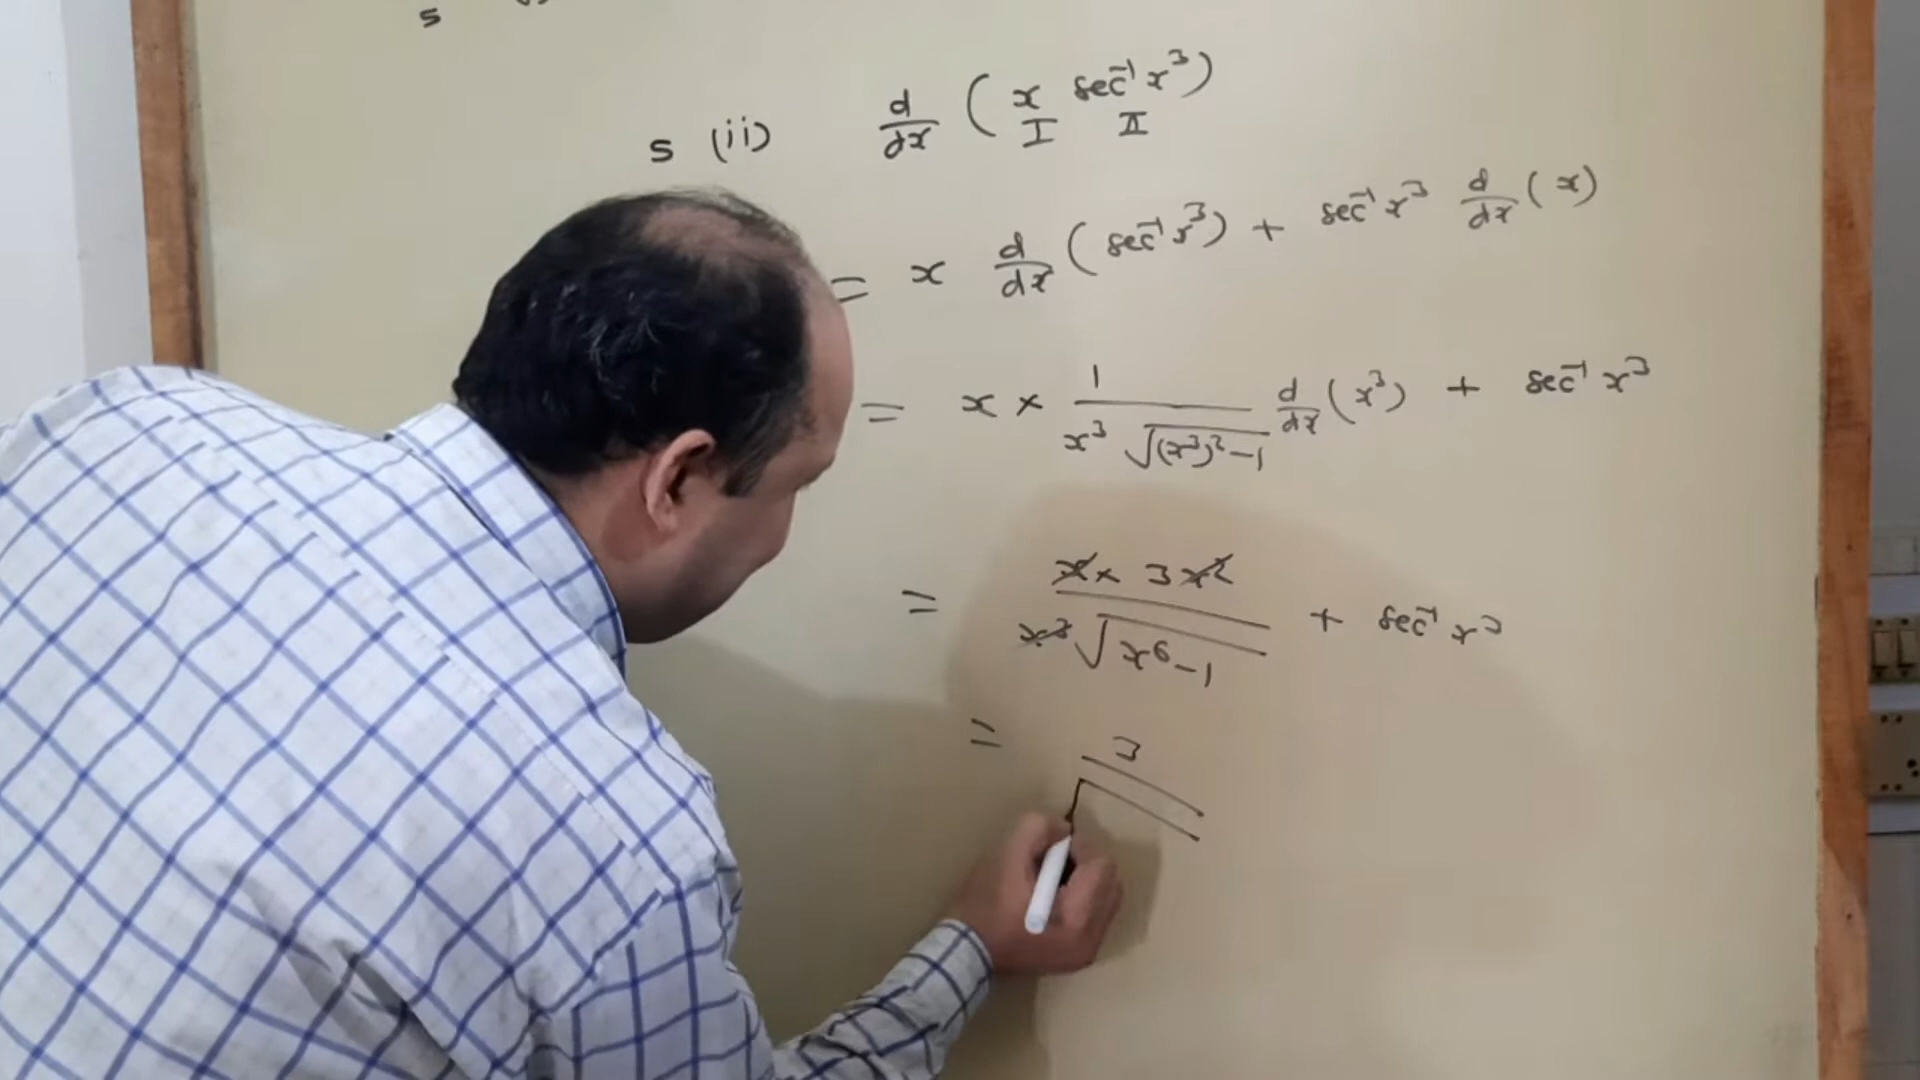 s
s (ii) d/dx ( x sec⁻¹ x³ )
I II
= x d/dx ( sec⁻¹ x³ ) + sec⁻¹ x³ d/dx ( x )
= x × 1/(x³ √((x³)² - 1)) d/dx ( x³ ) + sec⁻¹ x³
= (x × 3x²)/(x³ √(x⁶ - 1)) + sec⁻¹ x³
= 3/√